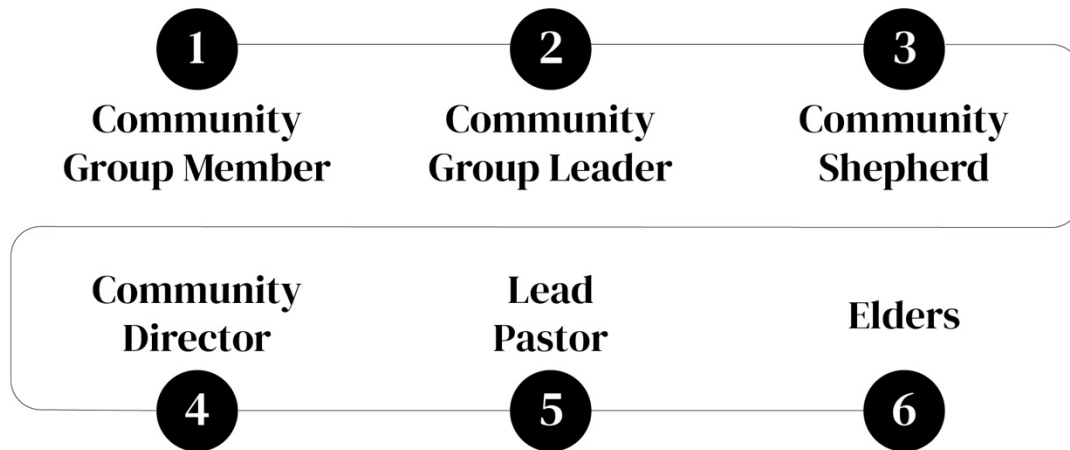 1
Community
Group Member
2
Community
Group Leader
3
Community
Shepherd
Community
Director
4
Lead
Pastor
5
Elders
6